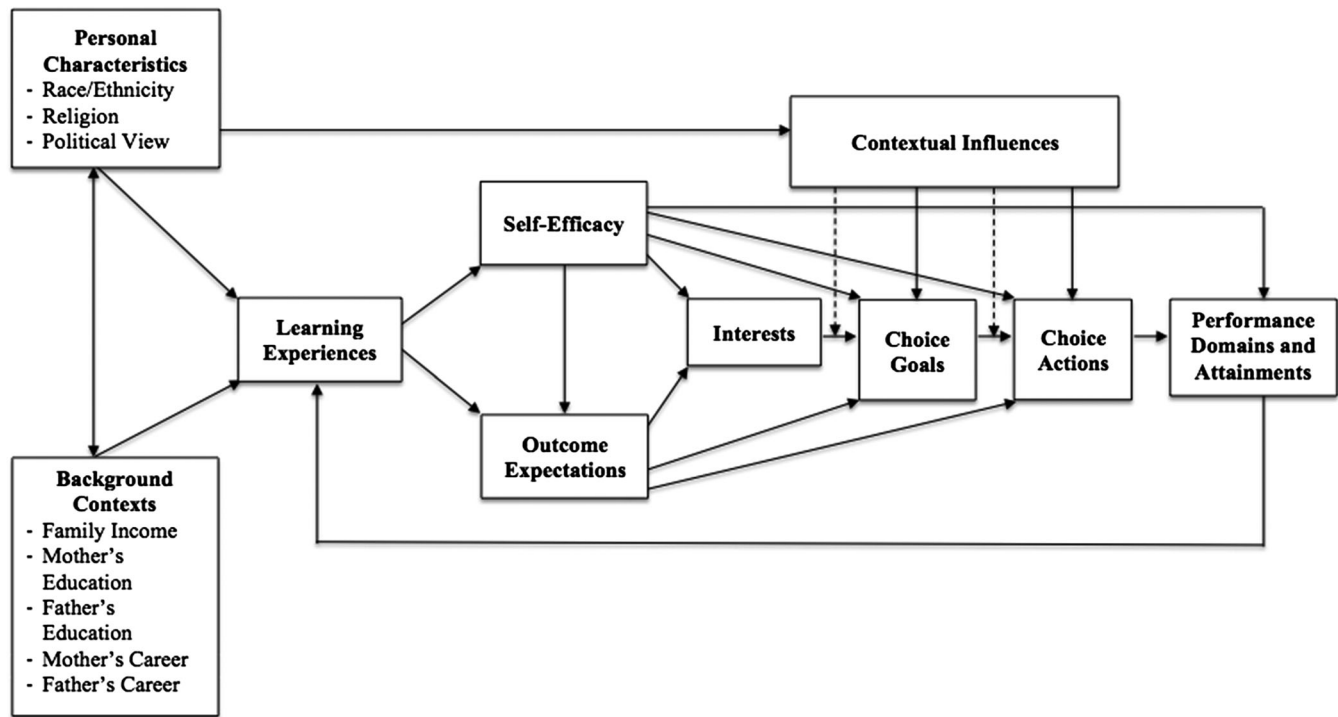 Personal
Characteristics
- Race/Ethnicity
- Religion
- Political View
Contextual Influences
Self-Efficacy
Learning
Experiences
Interests
Choice
Goals
Choice
Actions
Performance
Domains and
Attainments
Outcome
Expectations
Background
Contexts
- Family Income
- Mother's
Education
- Father's
Education
- Mother's Career
- Father's Career